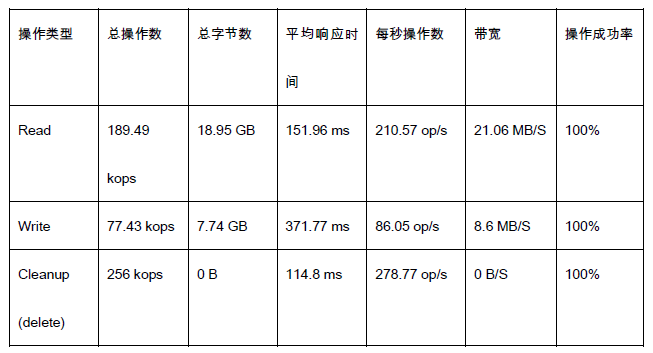 操作类型 总操作数 总字节数 平均响应时间 每秒操作数 带宽 操作成功率
Read 189.49 kops 18.95 GB 151.96 ms 210.57 op/s 21.06 MB/S 100%
Write 77.43 kops 7.74 GB 371.77 ms 86.05 op/s 8.6 MB/S 100%
Cleanup (delete) 256 kops 0 B 114.8 ms 278.77 op/s 0 B/S 100%